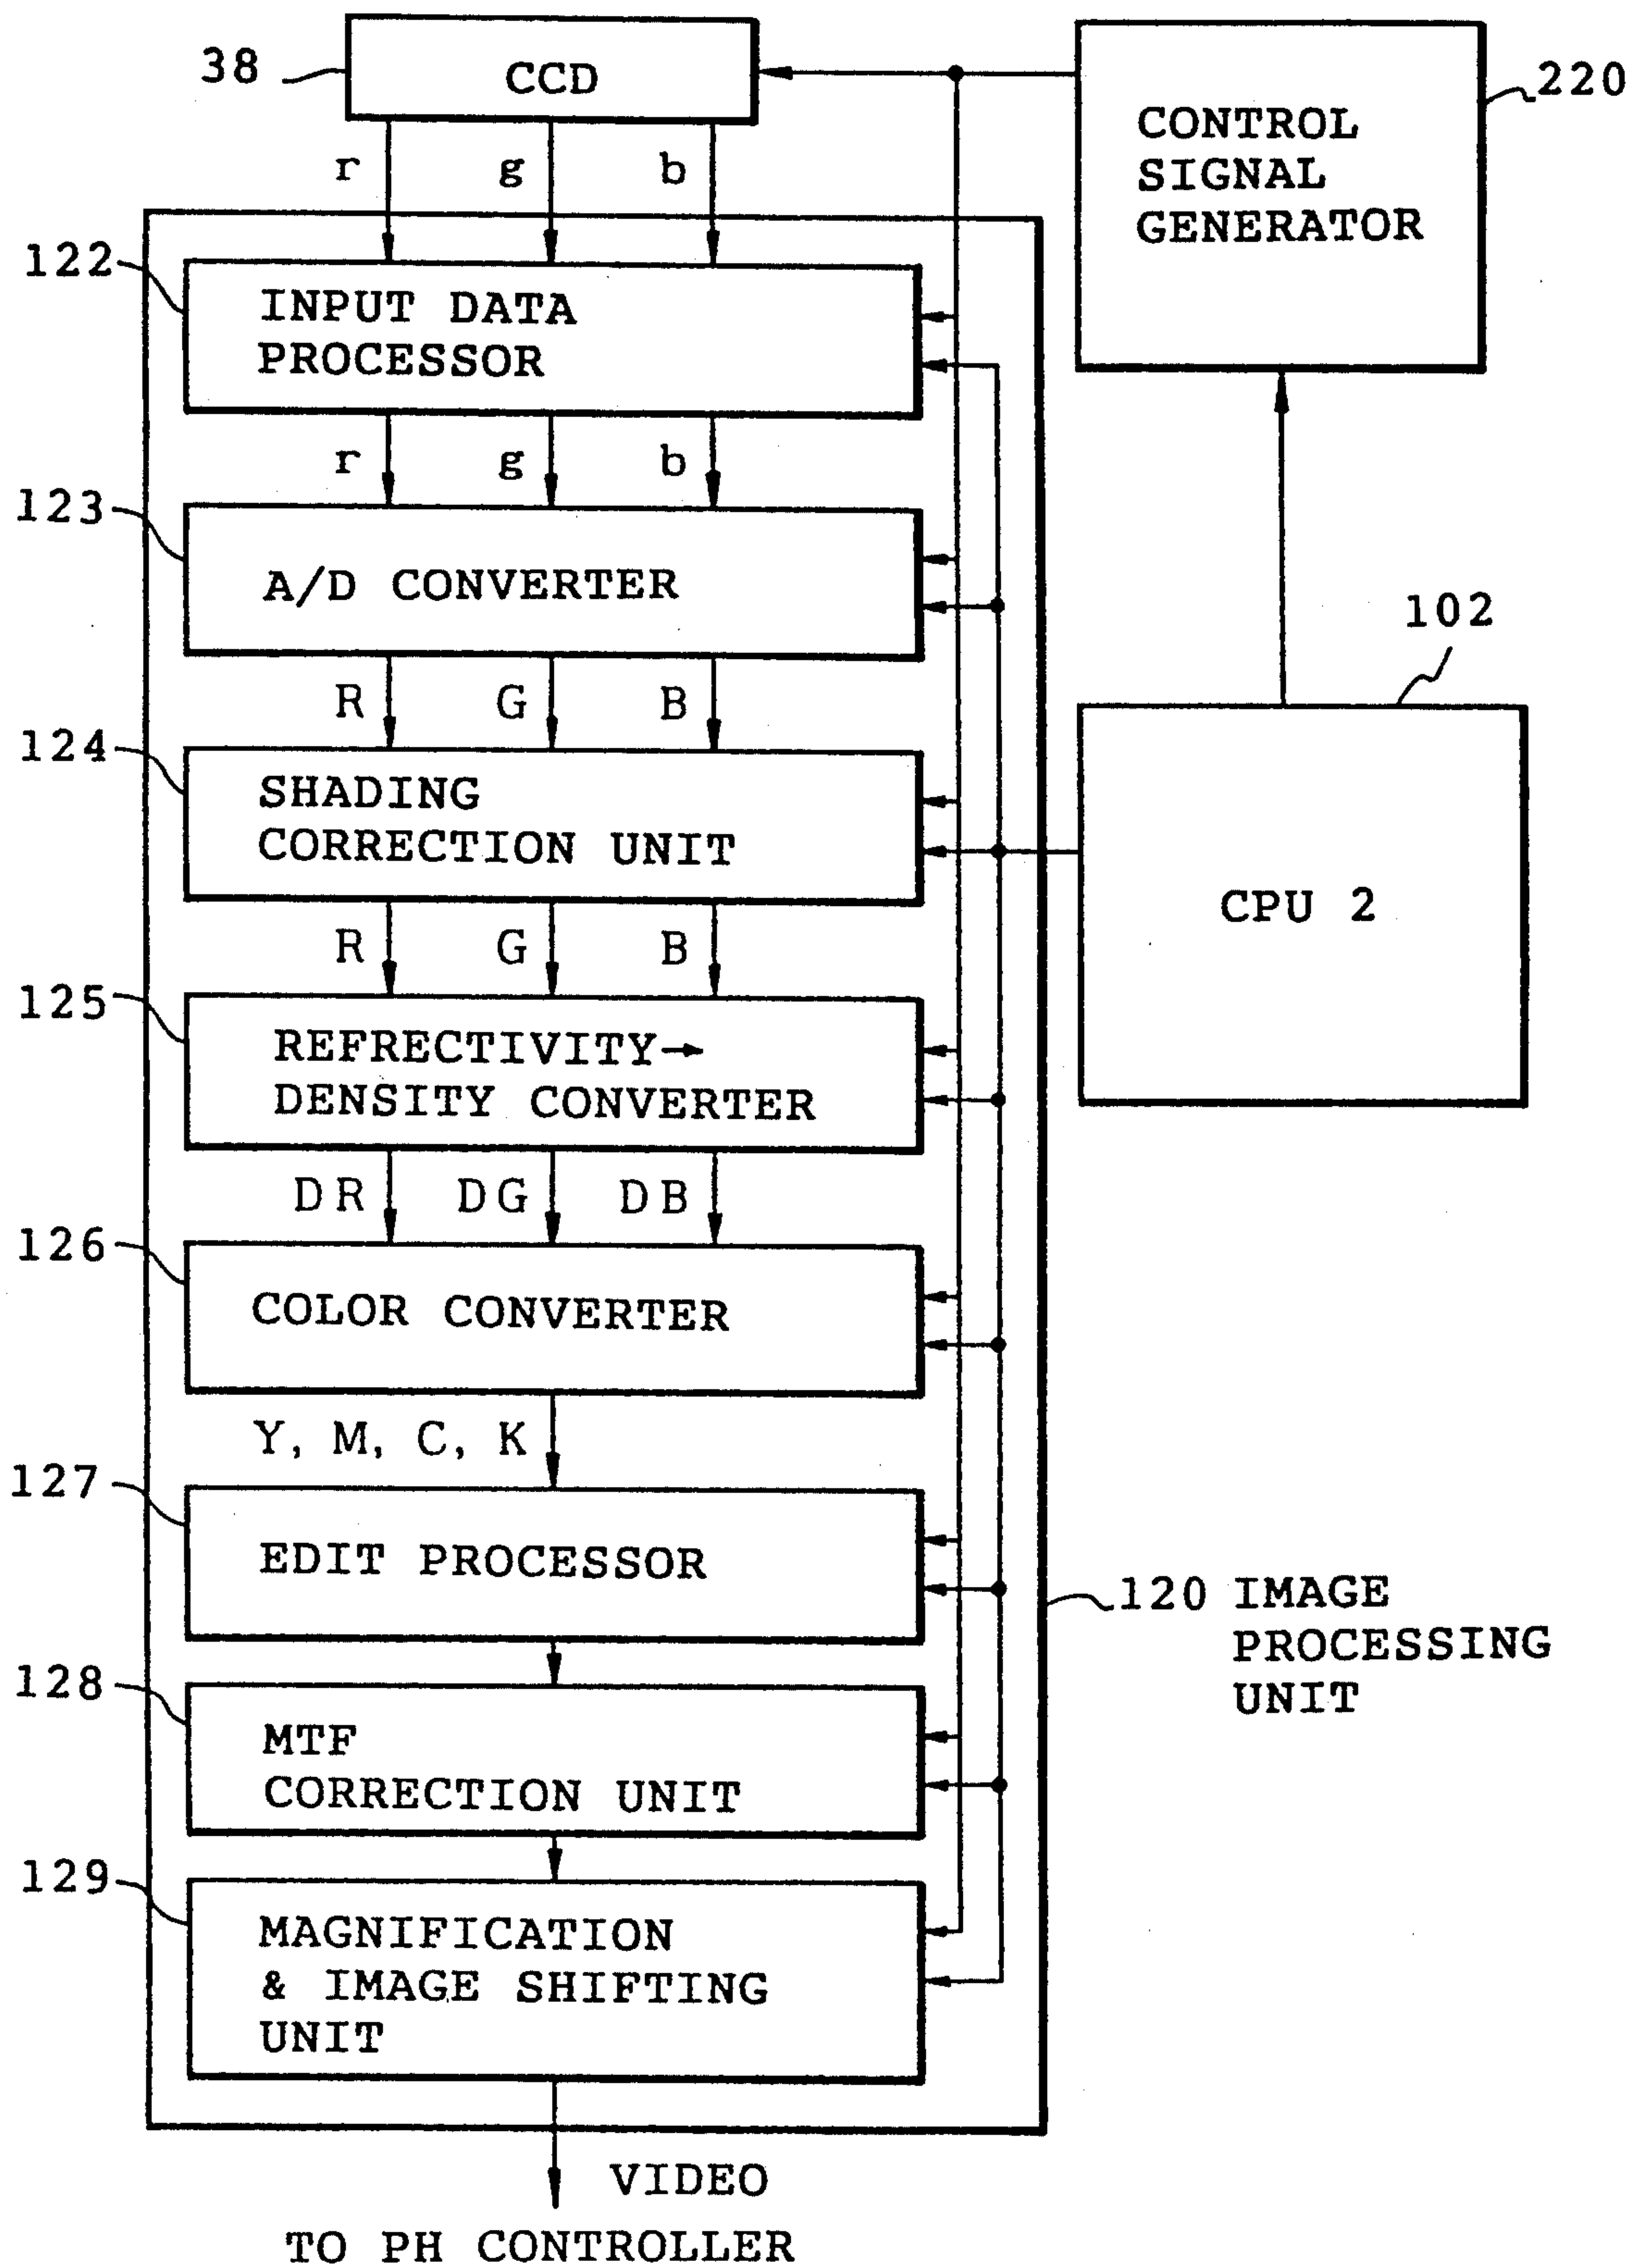 38
CCD
220
CONTROL
SIGNAL
GENERATOR
r g b
122
INPUT DATA
PROCESSOR
r g b
123
A/D CONVERTER
102
R G B
124
SHADING
CORRECTION UNIT
CPU 2
R G B
125
REFRECTIVITY→
DENSITY CONVERTER
DR DG DB
126
COLOR CONVERTER
Y, M, C, K
127
EDIT PROCESSOR
120 IMAGE
PROCESSING
UNIT
128
MTF
CORRECTION UNIT
129
MAGNIFICATION
& IMAGE SHIFTING
UNIT
VIDEO
TO PH CONTROLLER